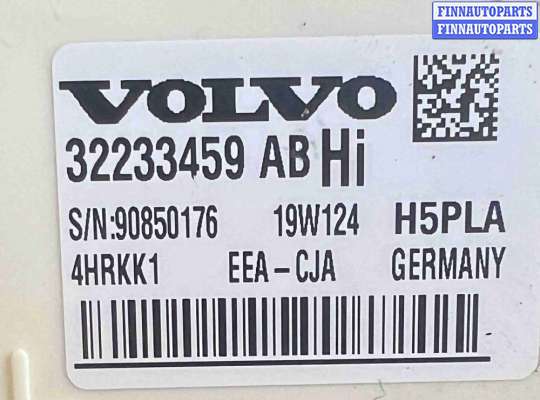 FINNAUTOPARTS
FINNAUTOPARTS
VOLVO
32233459 AB Hi
S/N:90850176 19W124 H5PLA
4HRKK1 EEA-CJA GERMANY